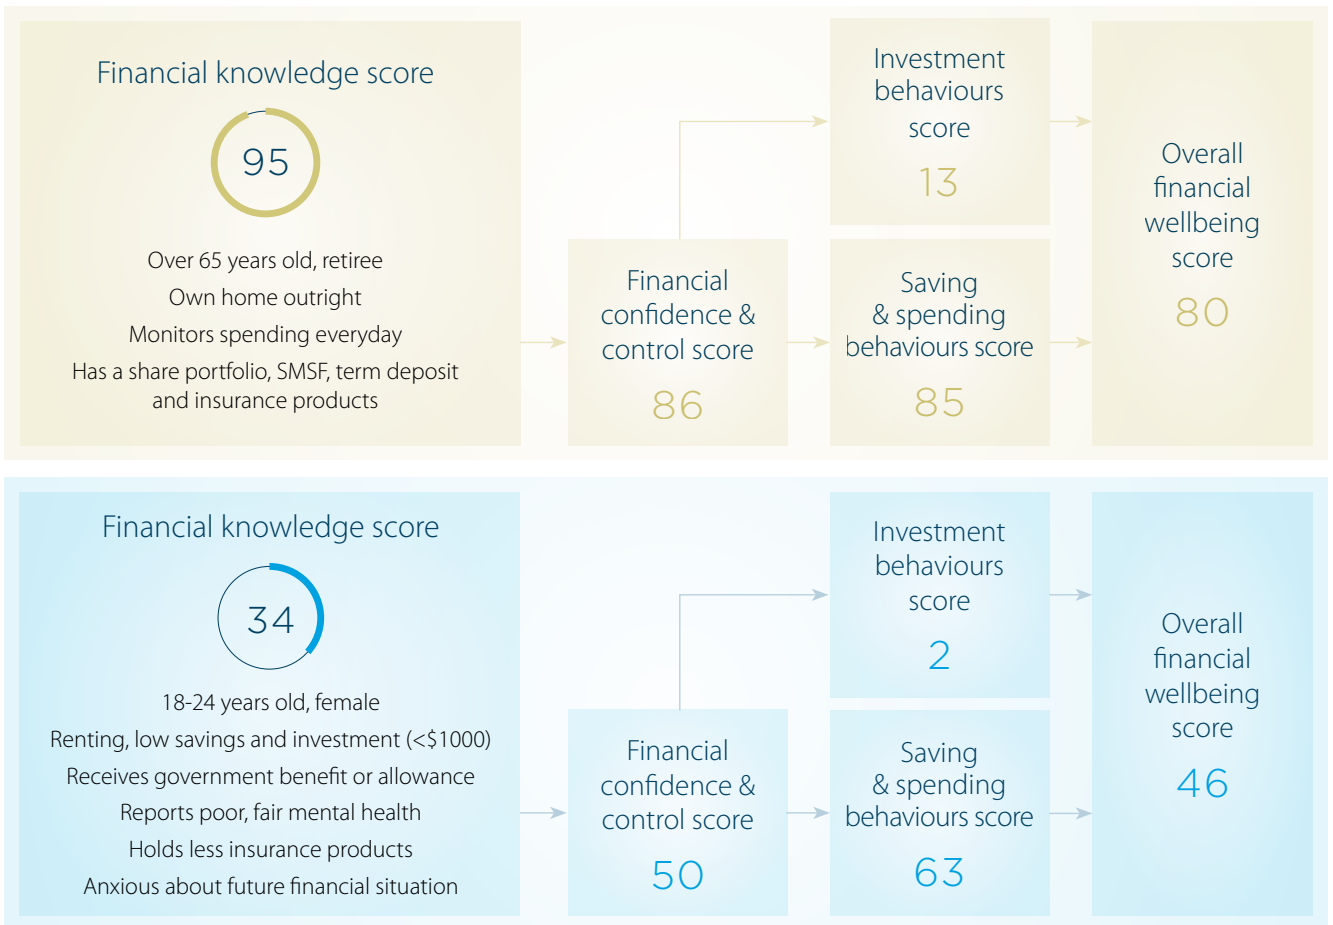 Financial knowledge score
95
Over 65 years old, retiree
Own home outright
Monitors spending everyday
Has a share portfolio, SMSF, term deposit
and insurance products
Financial
confidence &
control score
86
Investment
behaviours
score
13
Saving
& spending
behaviours score
85
Overall
financial
wellbeing
score
80
Financial knowledge score
34
18-24 years old, female
Renting, low savings and investment (<$1000)
Receives government benefit or allowance
Reports poor, fair mental health
Holds less insurance products
Anxious about future financial situation
Financial
confidence &
control score
50
Investment
behaviours
score
2
Saving
& spending
behaviours score
63
Overall
financial
wellbeing
score
46